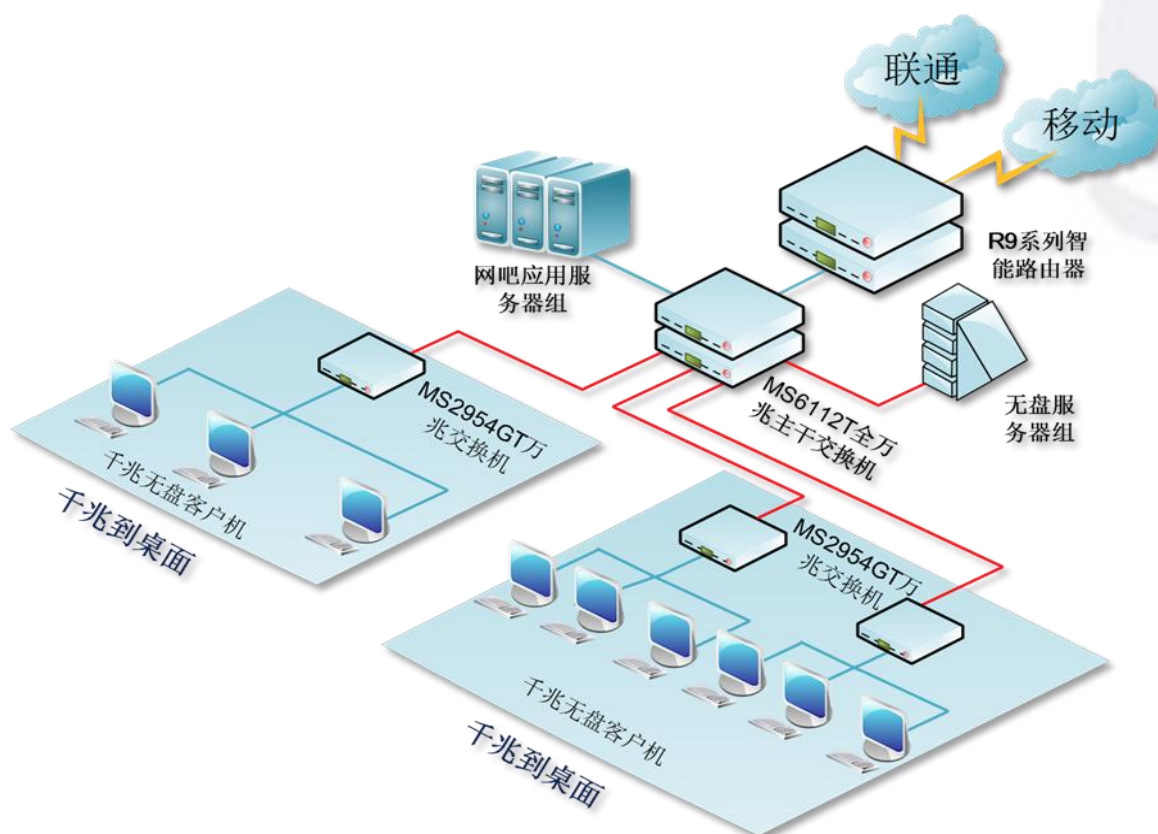 联通
移动
R9系列智
能路由器
网吧应用服
务器组
MS6112T全万
兆主干交换机
无盘服
务器组
MS2954GT万
兆交换机
千兆无盘客户机
千兆到桌面
MS2954GT万
兆交换机
千兆无盘客户机
千兆到桌面